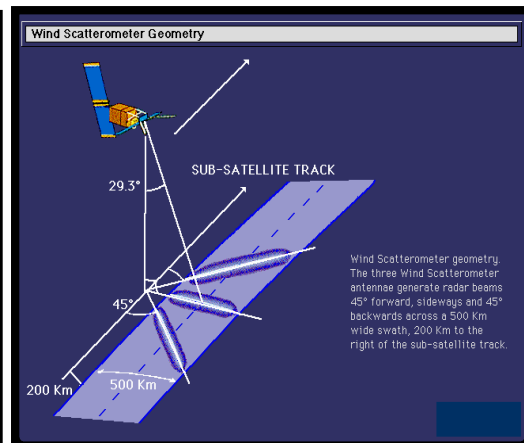 Wind Scatterometer Geometry
29.3°
SUB-SATELLITE TRACK
Wind Scatterometer geometry.
The three Wind Scatterometer
antennae generate radar beams
45° forward, sideways and 45°
backwards across a 500 Km
wide swath, 200 Km to the
right of the sub-satellite track.
45°
200 Km
500 Km